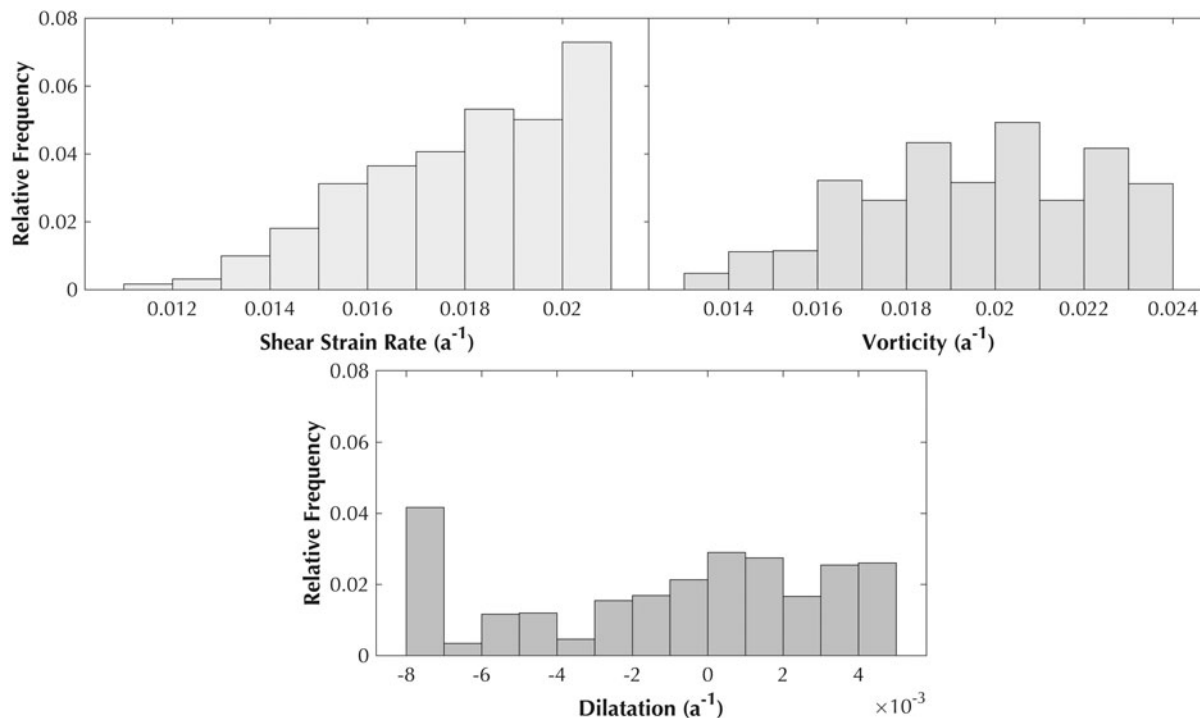 0.08
0.06
0.04
0.02
0
Relative Frequency
0.012 0.014 0.016 0.018 0.02
Shear Strain Rate (a⁻¹)
0.014 0.016 0.018 0.02 0.022 0.024
Vorticity (a⁻¹)
0.08
0.06
0.04
0.02
0
Relative Frequency
-8 -6 -4 -2 0 2 4
×10⁻³
Dilatation (a⁻¹)